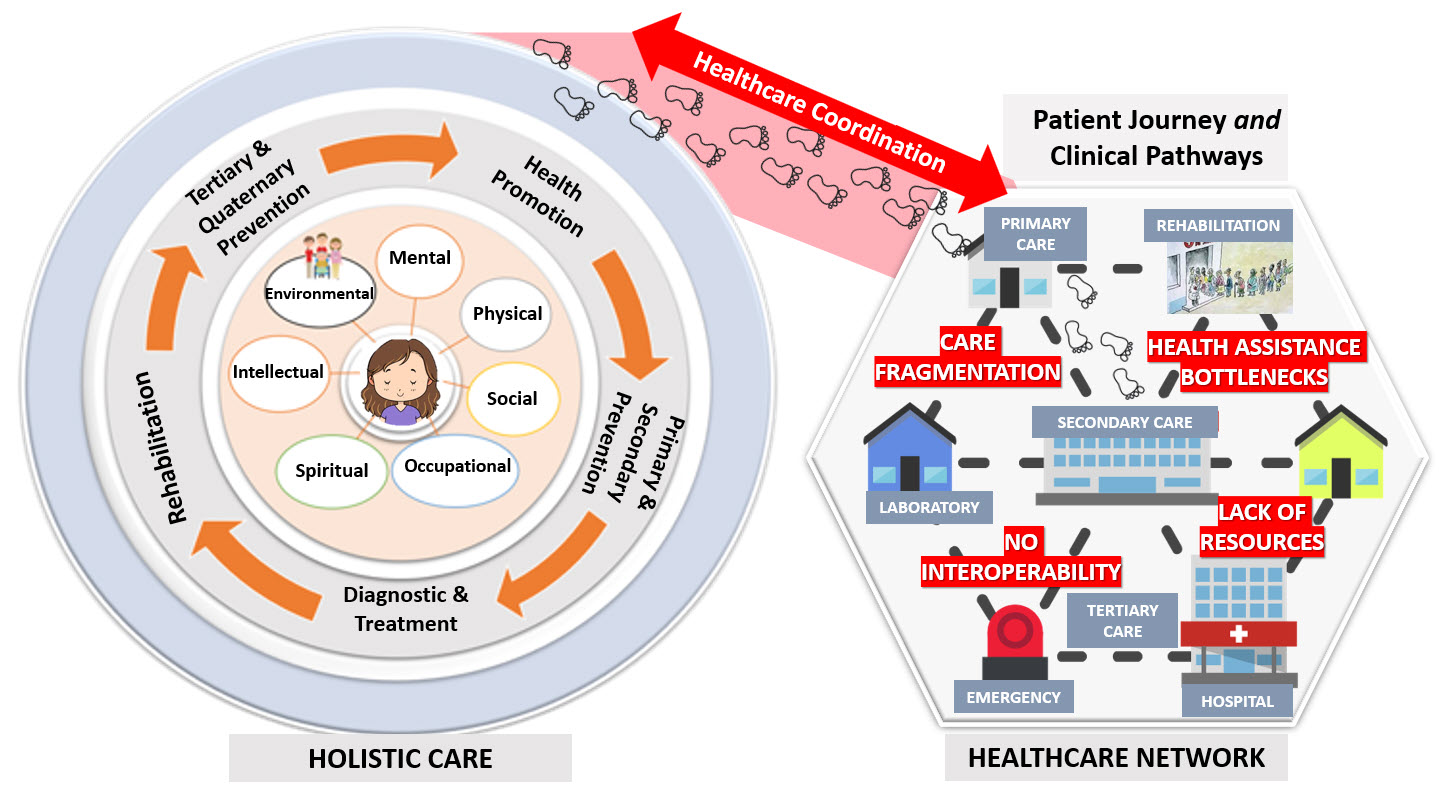 Healthcare Coordination
Patient Journey and
Clinical Pathways
Tertiary &
Quaternary
Prevention
Health
Promotion
Mental
Environmental
Physical
Intellectual
Social
Spiritual
Occupational
Rehabilitation
Primary &
Secondary
Prevention
Diagnostic &
Treatment
HOLISTIC CARE
PRIMARY
CARE
REHABILITATION
CARE
FRAGMENTATION
HEALTH ASSISTANCE
BOTTLENECKS
SECONDARY CARE
LABORATORY
LACK OF
RESOURCES
NO
INTEROPERABILITY
TERTIARY
CARE
EMERGENCY
HOSPITAL
HEALTHCARE NETWORK